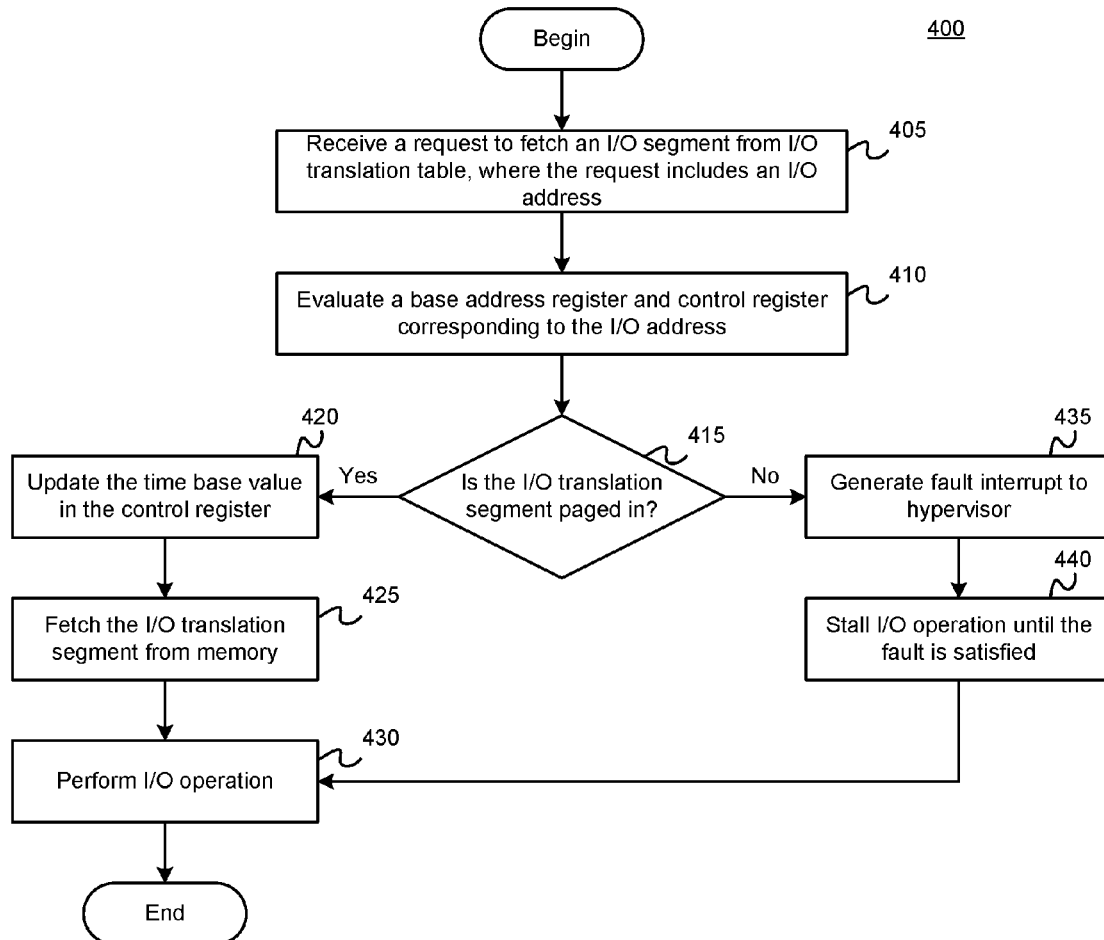 Begin
400
405
Receive a request to fetch an I/O segment from I/O
translation table, where the request includes an I/O
address
410
Evaluate a base address register and control register
corresponding to the I/O address
420
415
435
Update the time base value
in the control register
Yes
Is the I/O translation
segment paged in?
No
Generate fault interrupt to
hypervisor
425
440
Fetch the I/O translation
segment from memory
Stall I/O operation until the
fault is satisfied
430
Perform I/O operation
End